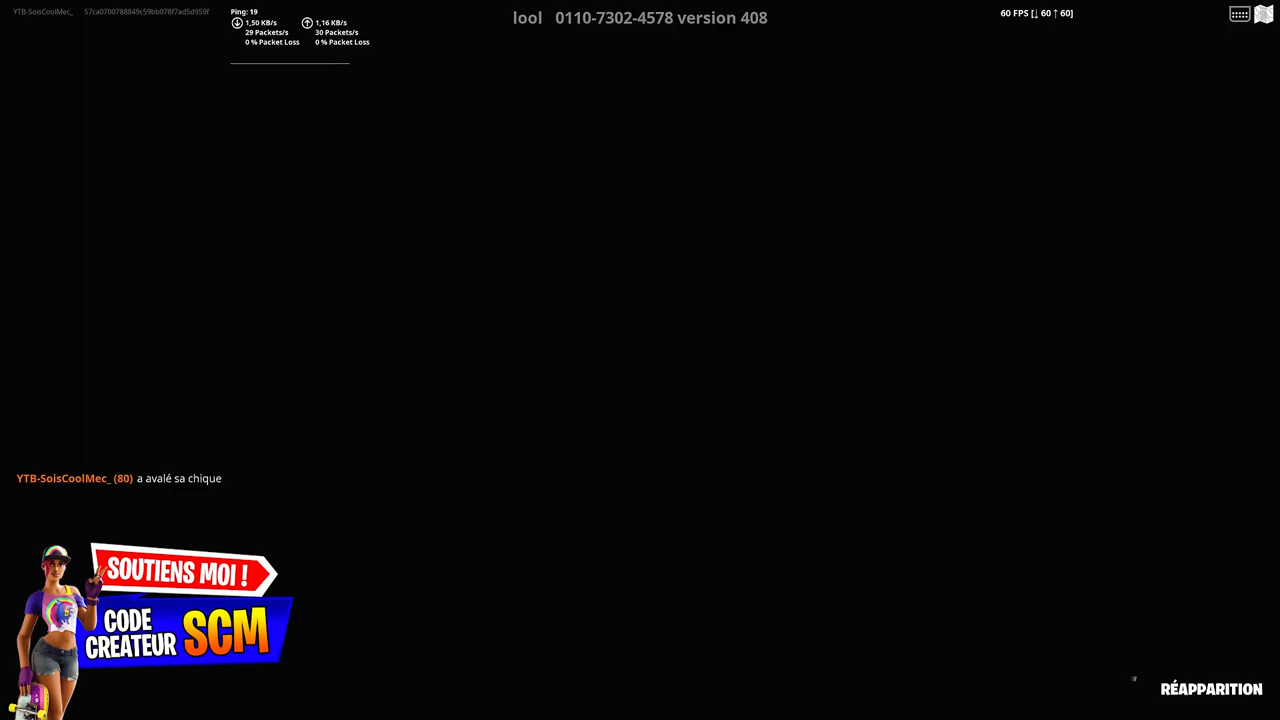 YTB-SoisCoolMec_ 57ca0700788849c59bb078f7ad5d959f
Ping: 19
1,50 KB/s 1,16 KB/s
29 Packets/s 30 Packets/s
0 % Packet Loss 0 % Packet Loss
lool 0110-7302-4578 version 408
60 FPS [↓ 60 ↑ 60]
YTB-SoisCoolMec_ (80) a avalé sa chique
SOUTIENS MOI !
CODE
CREATEUR SCM
RÉAPPARITION